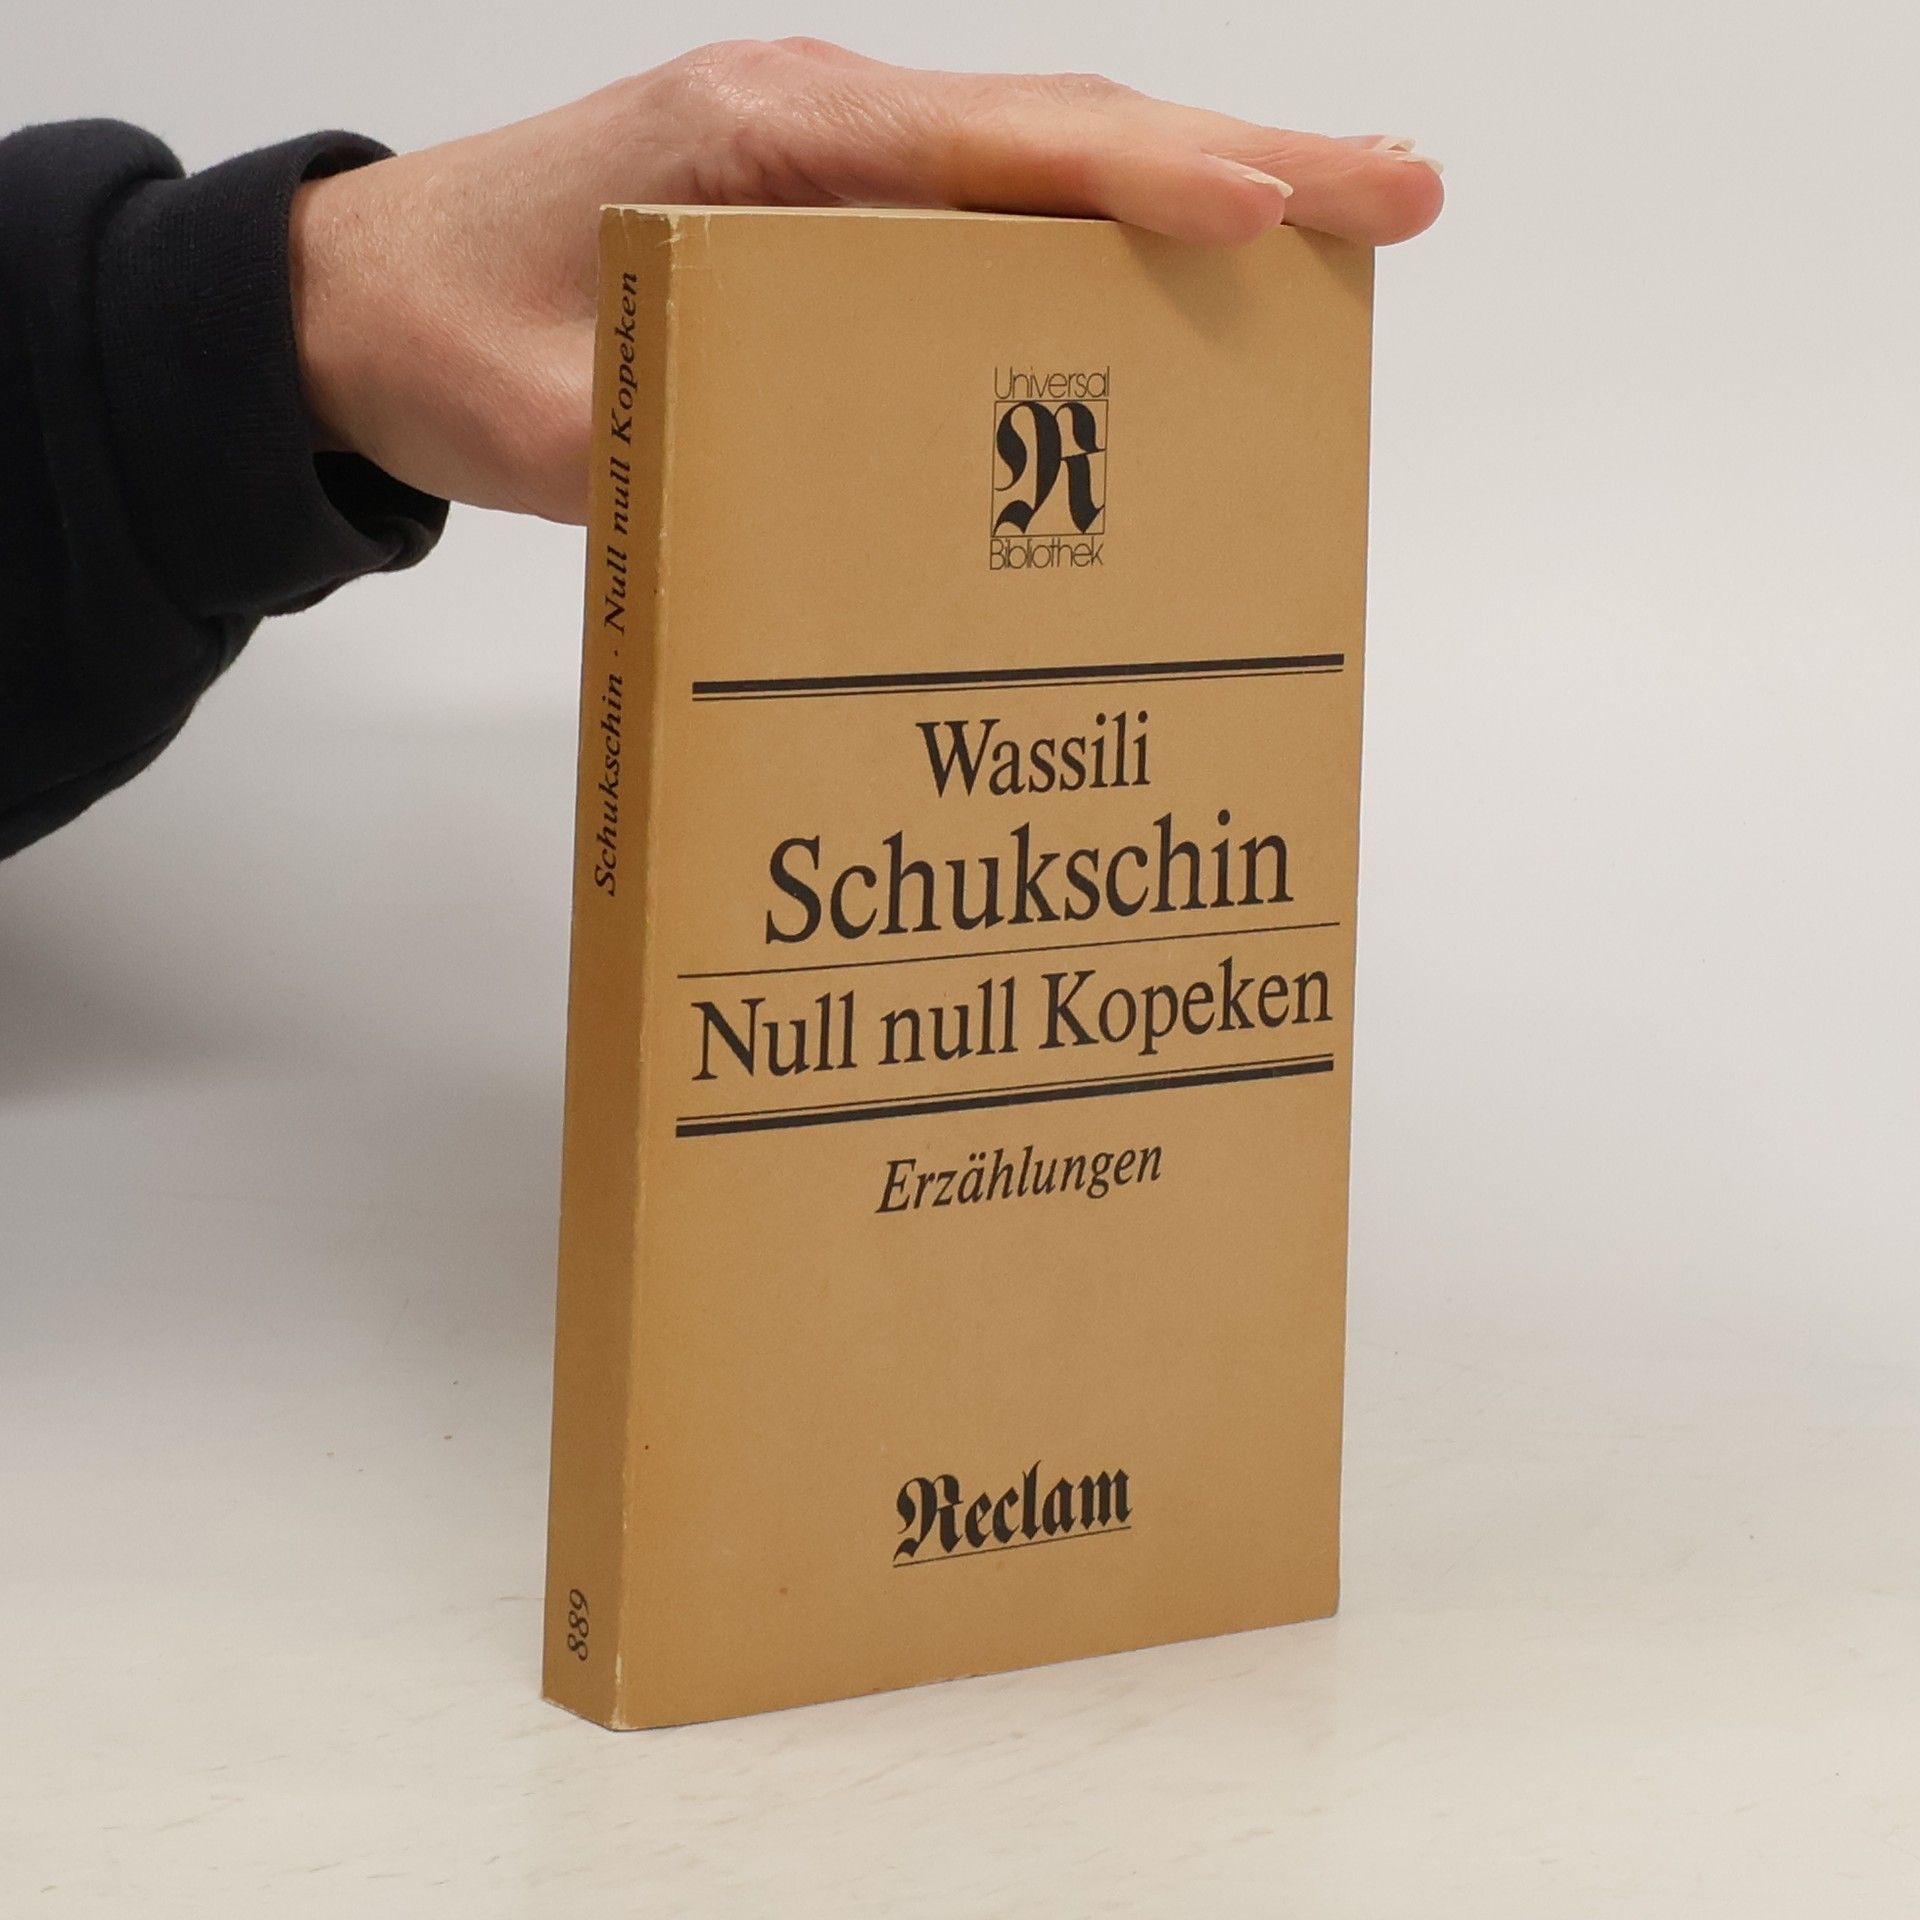 Schukschin · Null null Kopeken
889
Universal
R
Bibliothek
Wassili
Schukschin
Null null Kopeken
Erzählungen
Reclam